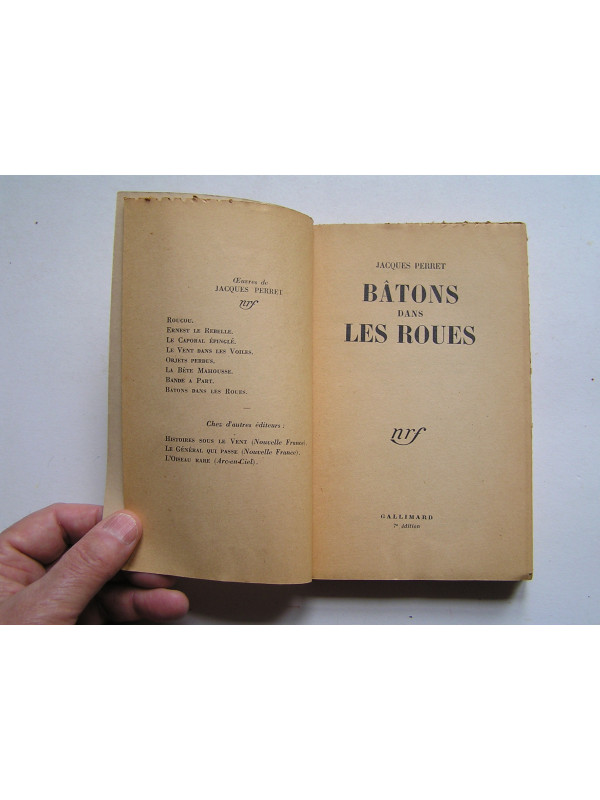 Œuvres de
JACQUES PERRET
nrf
ROUCOU.
ERNEST LE REBELLE.
LE CAPORAL ÉPINGLÉ.
LE VENT DANS LES VOILES.
OBJETS PERDUS.
LA BÊTE MAHOUSSE.
BANDE A PART.
BÂTONS DANS LES ROUES.
—
Chez d'autres éditeurs :
HISTOIRES SOUS LE VENT (Nouvelle France).
LE GÉNÉRAL QUI PASSE (Nouvelle France).
L'OISEAU RARE (Arc-en-Ciel).
JACQUES PERRET
BÂTONS
DANS
LES ROUES
nrf
GALLIMARD
7e édition